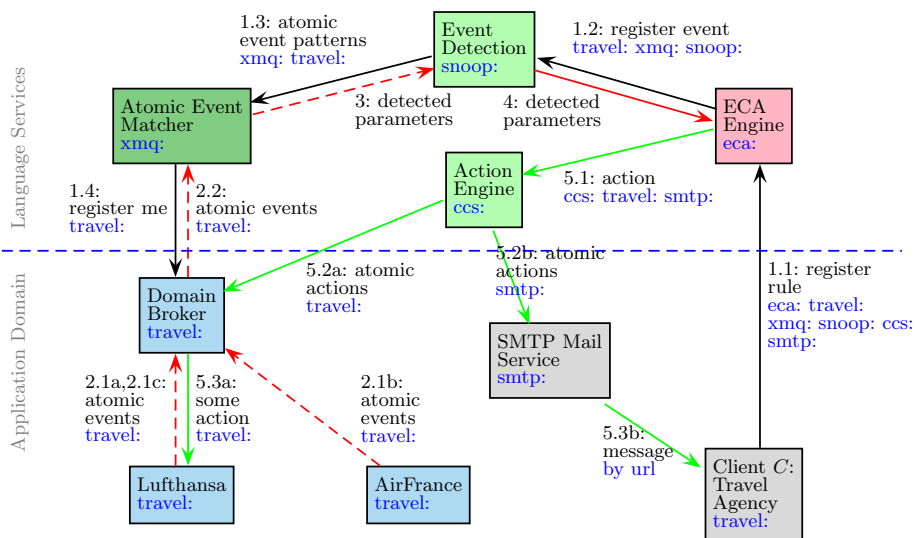 Language Services
Application Domain
1.3: atomic
event patterns
xmq: travel:
Event
Detection
snoop:
1.2: register event
travel: xmq: snoop:
Atomic Event
Matcher
xmq:
3: detected
parameters
4: detected
parameters
ECA
Engine
eca:
Action
Engine
ccs:
5.1: action
ccs: travel: smtp:
1.4:
register me
travel:
2.2:
atomic events
travel:
5.2a: atomic
actions
travel:
5.2b: atomic
actions
smtp:
1.1: register
rule
eca: travel:
xmq: snoop: ccs:
smtp:
Domain
Broker
travel:
SMTP Mail
Service
smtp:
2.1a,2.1c:
atomic
events
travel:
5.3a:
some
action
travel:
2.1b:
atomic
events
travel:
5.3b:
message
by url
Lufthansa
travel:
AirFrance
travel:
Client C:
Travel
Agency
travel: